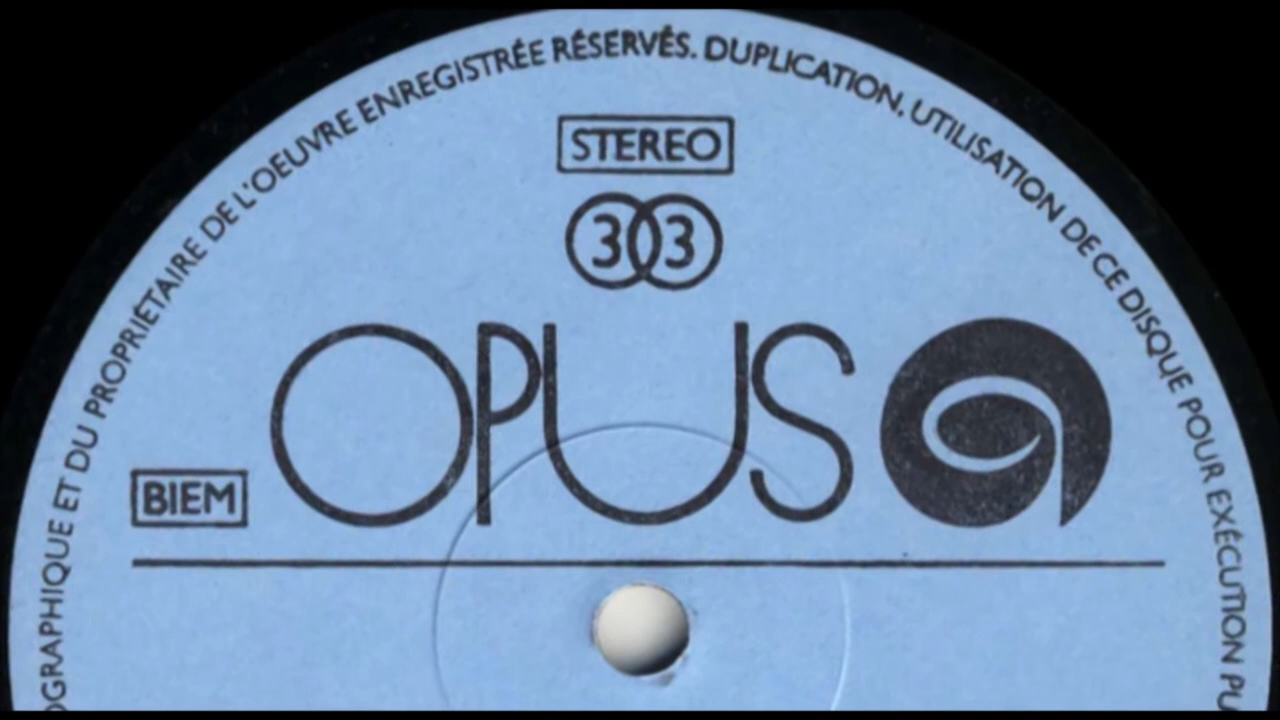 OGRAPHIQUE ET DU PROPRIÉTAIRE DE L'OEUVRE ENREGISTRÉE RÉSERVÉS. DUPLICATION, UTILISATION DE CE DISQUE POUR EXÉCUTION PU
STEREO
33
OPUS
BIEM